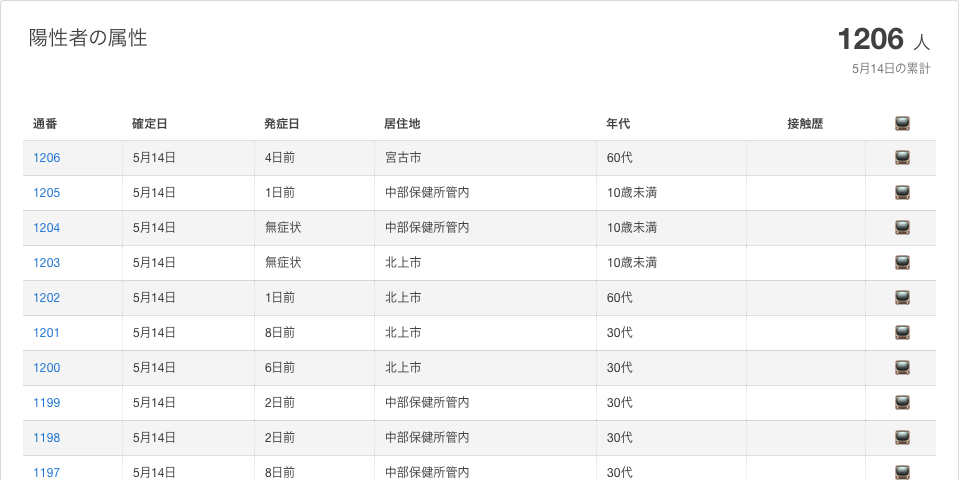 陽性者の属性
1206 人
5月14日の累計
通番 確定日 発症日 居住地 年代 接触歴
1206 5月14日 4日前 宮古市 60代
1205 5月14日 1日前 中部保健所管内 10歳未満
1204 5月14日 無症状 中部保健所管内 10歳未満
1203 5月14日 無症状 北上市 10歳未満
1202 5月14日 1日前 北上市 60代
1201 5月14日 8日前 北上市 30代
1200 5月14日 6日前 北上市 30代
1199 5月14日 2日前 中部保健所管内 30代
1198 5月14日 2日前 中部保健所管内 30代
1197 5月14日 8日前 中部保健所管内 30代